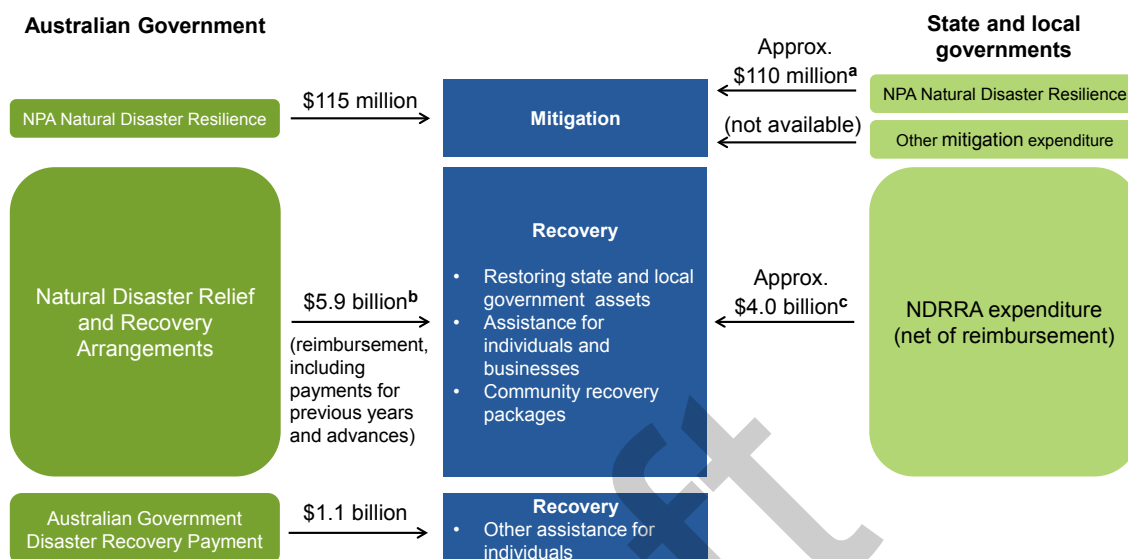 Australian Government
State and local
governments
NPA Natural Disaster Resilience
$115 million
Mitigation
Approx.
$110 millionᵃ
NPA Natural Disaster Resilience
(not available)
Other mitigation expenditure
Natural Disaster Relief
and Recovery
Arrangements
$5.9 billionᵇ
(reimbursement,
including
payments for
previous years
and advances)
Recovery
• Restoring state and local
government assets
• Assistance for
individuals and
businesses
• Community recovery
packages
Approx.
$4.0 billionᶜ
NDRRA expenditure
(net of reimbursement)
Australian Government
Disaster Recovery Payment
$1.1 billion
Recovery
• Other assistance for
individuals
ft